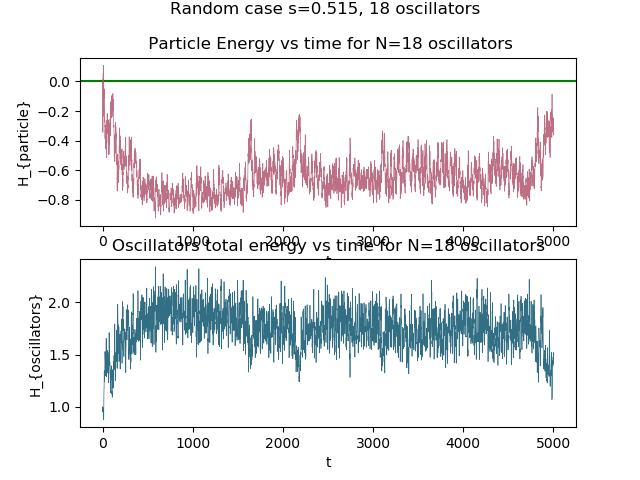 Random case s=0.515, 18 oscillators
Particle Energy vs time for N=18 oscillators
H_{particle}
0.0
−0.2
−0.4
−0.6
−0.8
0 1000 2000 3000 4000 5000
t
Oscillators total energy vs time for N=18 oscillators
H_{oscillators}
2.0
1.5
1.0
0 1000 2000 3000 4000 5000
t